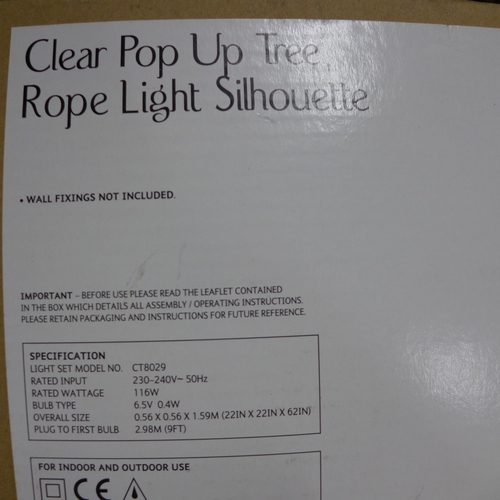 Clear Pop Up Tree
Rope Light Silhouette
• WALL FIXINGS NOT INCLUDED.
IMPORTANT – BEFORE USE PLEASE READ THE LEAFLET CONTAINED
IN THE BOX WHICH DETAILS ALL ASSEMBLY / OPERATING INSTRUCTIONS.
PLEASE RETAIN PACKAGING AND INSTRUCTIONS FOR FUTURE REFERENCE.
SPECIFICATION
LIGHT SET MODEL NO. CT8029
RATED INPUT 230–240V~ 50Hz
RATED WATTAGE 116W
BULB TYPE 6.5V 0.4W
OVERALL SIZE 0.56 X 0.56 X 1.59M (22IN X 22IN X 62IN)
PLUG TO FIRST BULB 2.98M (9FT)
FOR INDOOR AND OUTDOOR USE
CE